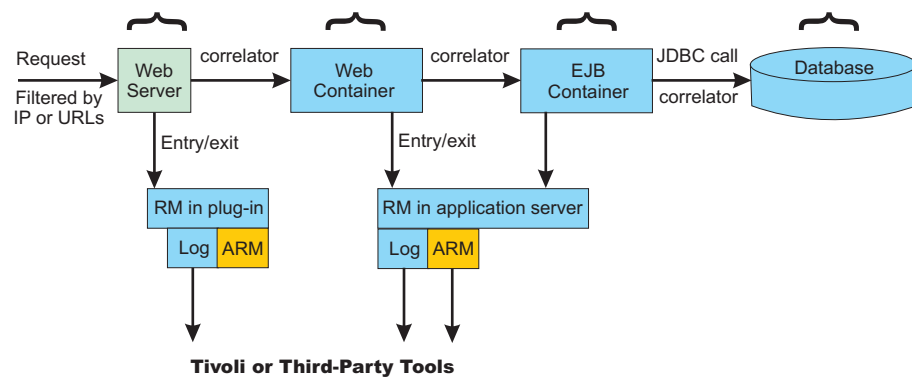 Request
Filtered by
IP or URLs
Web
Server
correlator
Web
Container
correlator
EJB
Container
JDBC call
correlator
Database
Entry/exit
Entry/exit
RM in plug-in
Log
ARM
RM in application server
Log
ARM
Tivoli or Third-Party Tools